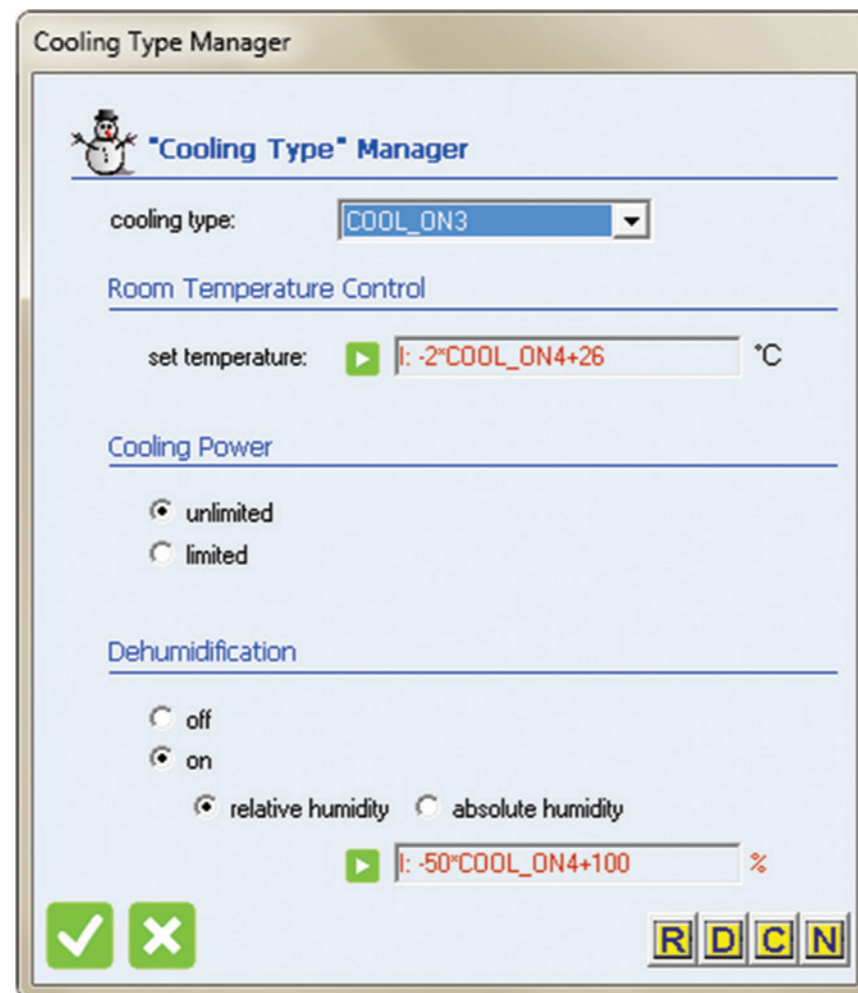 Cooling Type Manager
"Cooling Type" Manager
cooling type: COOL_ON3
Room Temperature Control
set temperature: I: -2*COOL_ON4+26 °C
Cooling Power
unlimited
limited
Dehumidification
off
on
relative humidity absolute humidity
I: -50*COOL_ON4+100 %
R D C N